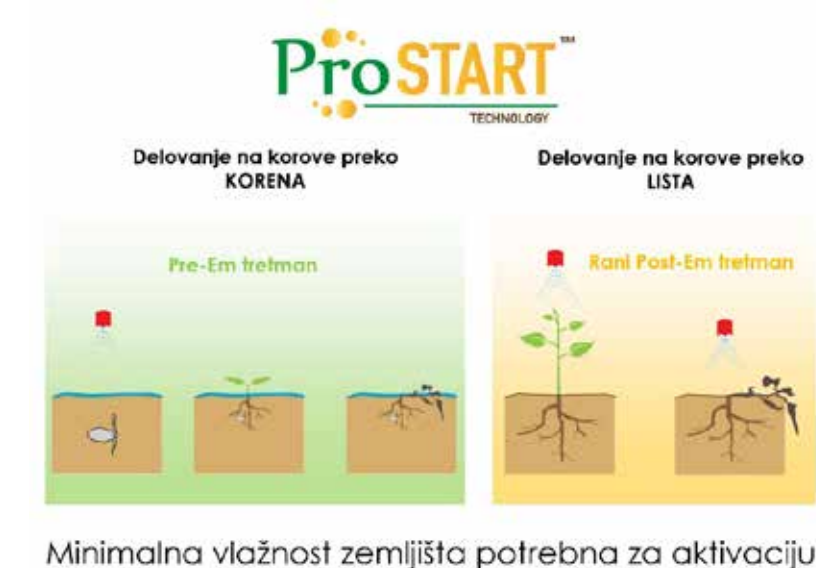 ProSTART™
TECHNOLOGY
Delovanje na korove preko
KORENA
Delovanje na korove preko
LISTA
Pre-Em tretman
Rani Post-Em tretman
Minimalna vlažnost zemljišta potrebna za aktivaciju